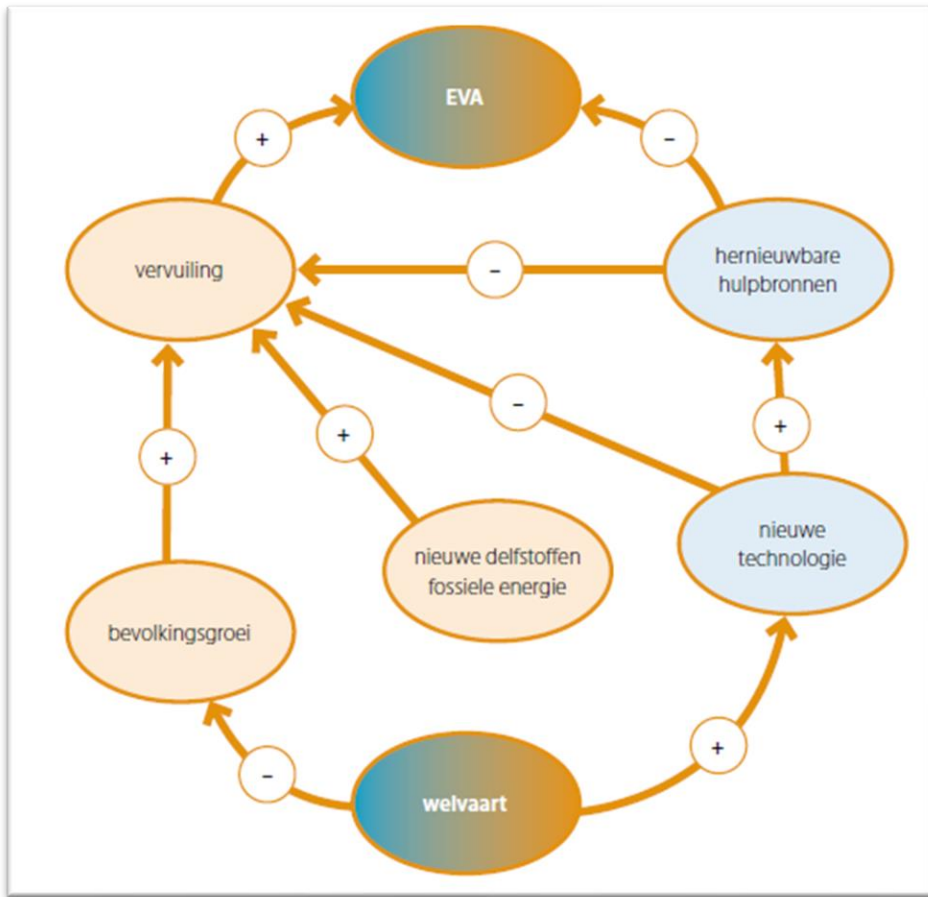 EVA
+
-
vervuiling
hernieuwbare
hulpbronnen
-
-
+
+
+
nieuwe delfstoffen
fossiele energie
nieuwe
technologie
bevolkingsgroei
-
+
welvaart